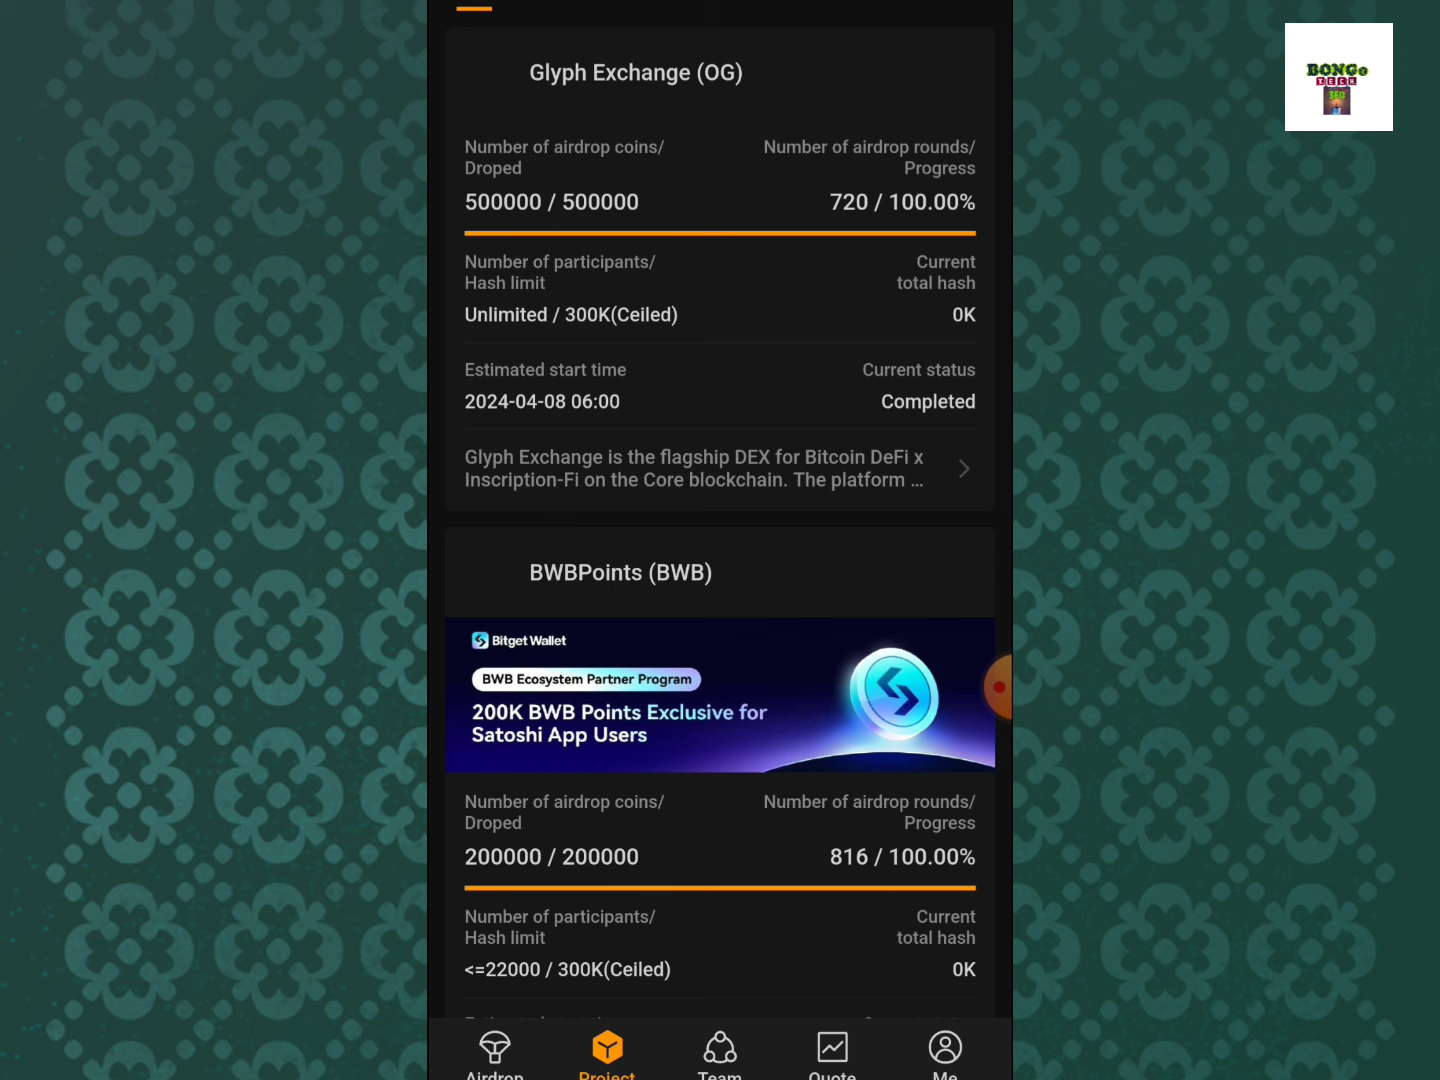 BONGo
TECH
360
Glyph Exchange (OG)
Number of airdrop coins/
Droped
Number of airdrop rounds/
Progress
500000 / 500000
720 / 100.00%
Number of participants/
Hash limit
Current
total hash
Unlimited / 300K(Ceiled)
0K
Estimated start time
Current status
2024-04-08 06:00
Completed
Glyph Exchange is the flagship DEX for Bitcoin DeFi x
Inscription-Fi on the Core blockchain. The platform ...
BWBPoints (BWB)
Bitget Wallet
BWB Ecosystem Partner Program
200K BWB Points Exclusive for
Satoshi App Users
Number of airdrop coins/
Droped
Number of airdrop rounds/
Progress
200000 / 200000
816 / 100.00%
Number of participants/
Hash limit
Current
total hash
<=22000 / 300K(Ceiled)
0K
Airdrop
Project
Team
Quote
Me